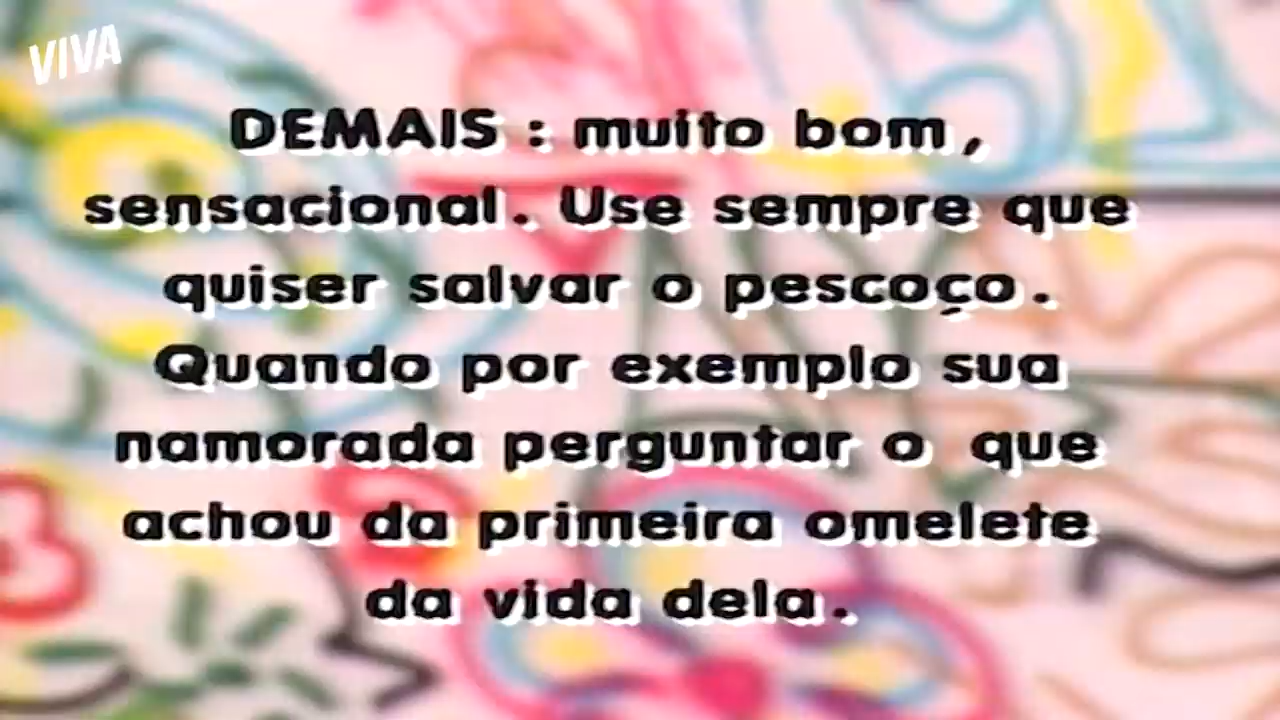 VIVA
DEMAIS : muito bom,
sensacional. Use sempre que
quiser salvar o pescoço.
Quando por exemplo sua
namorada perguntar o que
achou da primeira omelete
da vida dela.